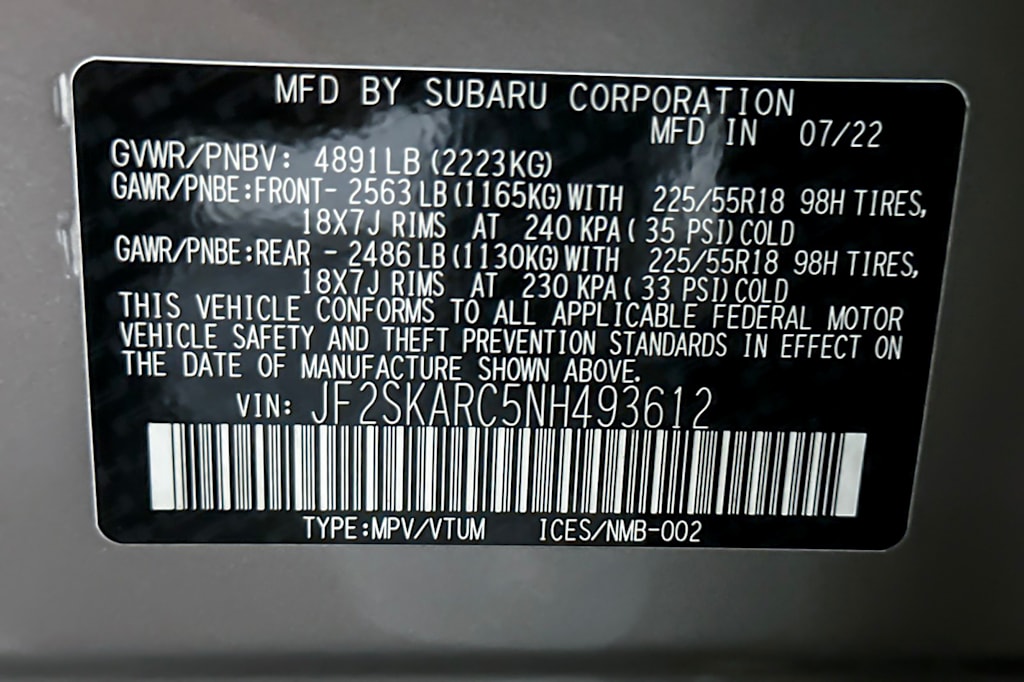 MFD BY SUBARU CORPORATION
MFD IN 07/22
GVWR/PNBV: 4891LB (2223KG)
GAWR/PNBE:FRONT- 2563 LB (1165KG) WITH 225/55R18 98H TIRES,
18X7J RIMS AT 240 KPA ( 35 PSI) COLD
GAWR/PNBE:REAR - 2486 LB (1130KG) WITH 225/55R18 98H TIRES,
18X7J RIMS AT 230 KPA ( 33 PSI) COLD
THIS VEHICLE CONFORMS TO ALL APPLICABLE FEDERAL MOTOR
VEHICLE SAFETY AND THEFT PREVENTION STANDARDS IN EFFECT ON
THE DATE OF MANUFACTURE SHOWN ABOVE.
VIN: JF2SKARC5NH493612
TYPE:MPV/VTUM ICES/NMB-002